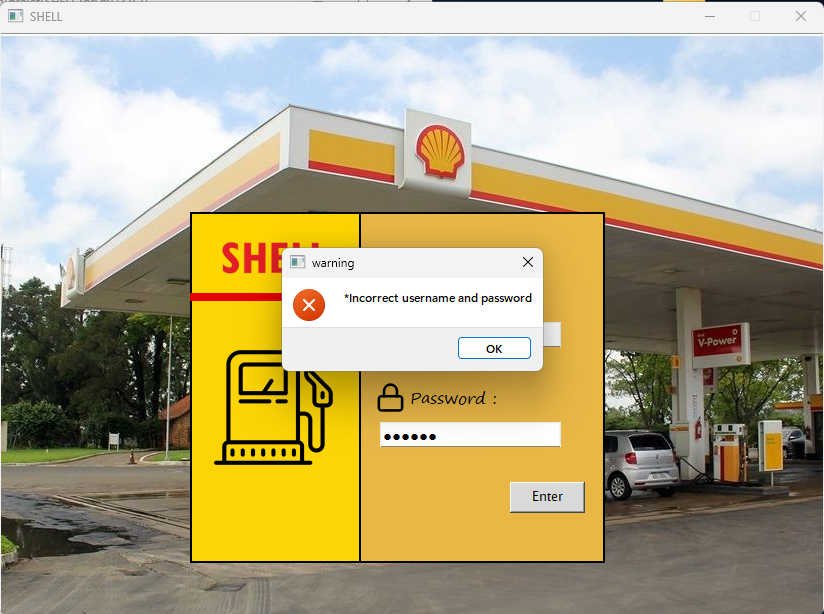 SHELL
SHELL
warning
*Incorrect username and password
OK
Password :
●●●●●●
Enter
V-Power